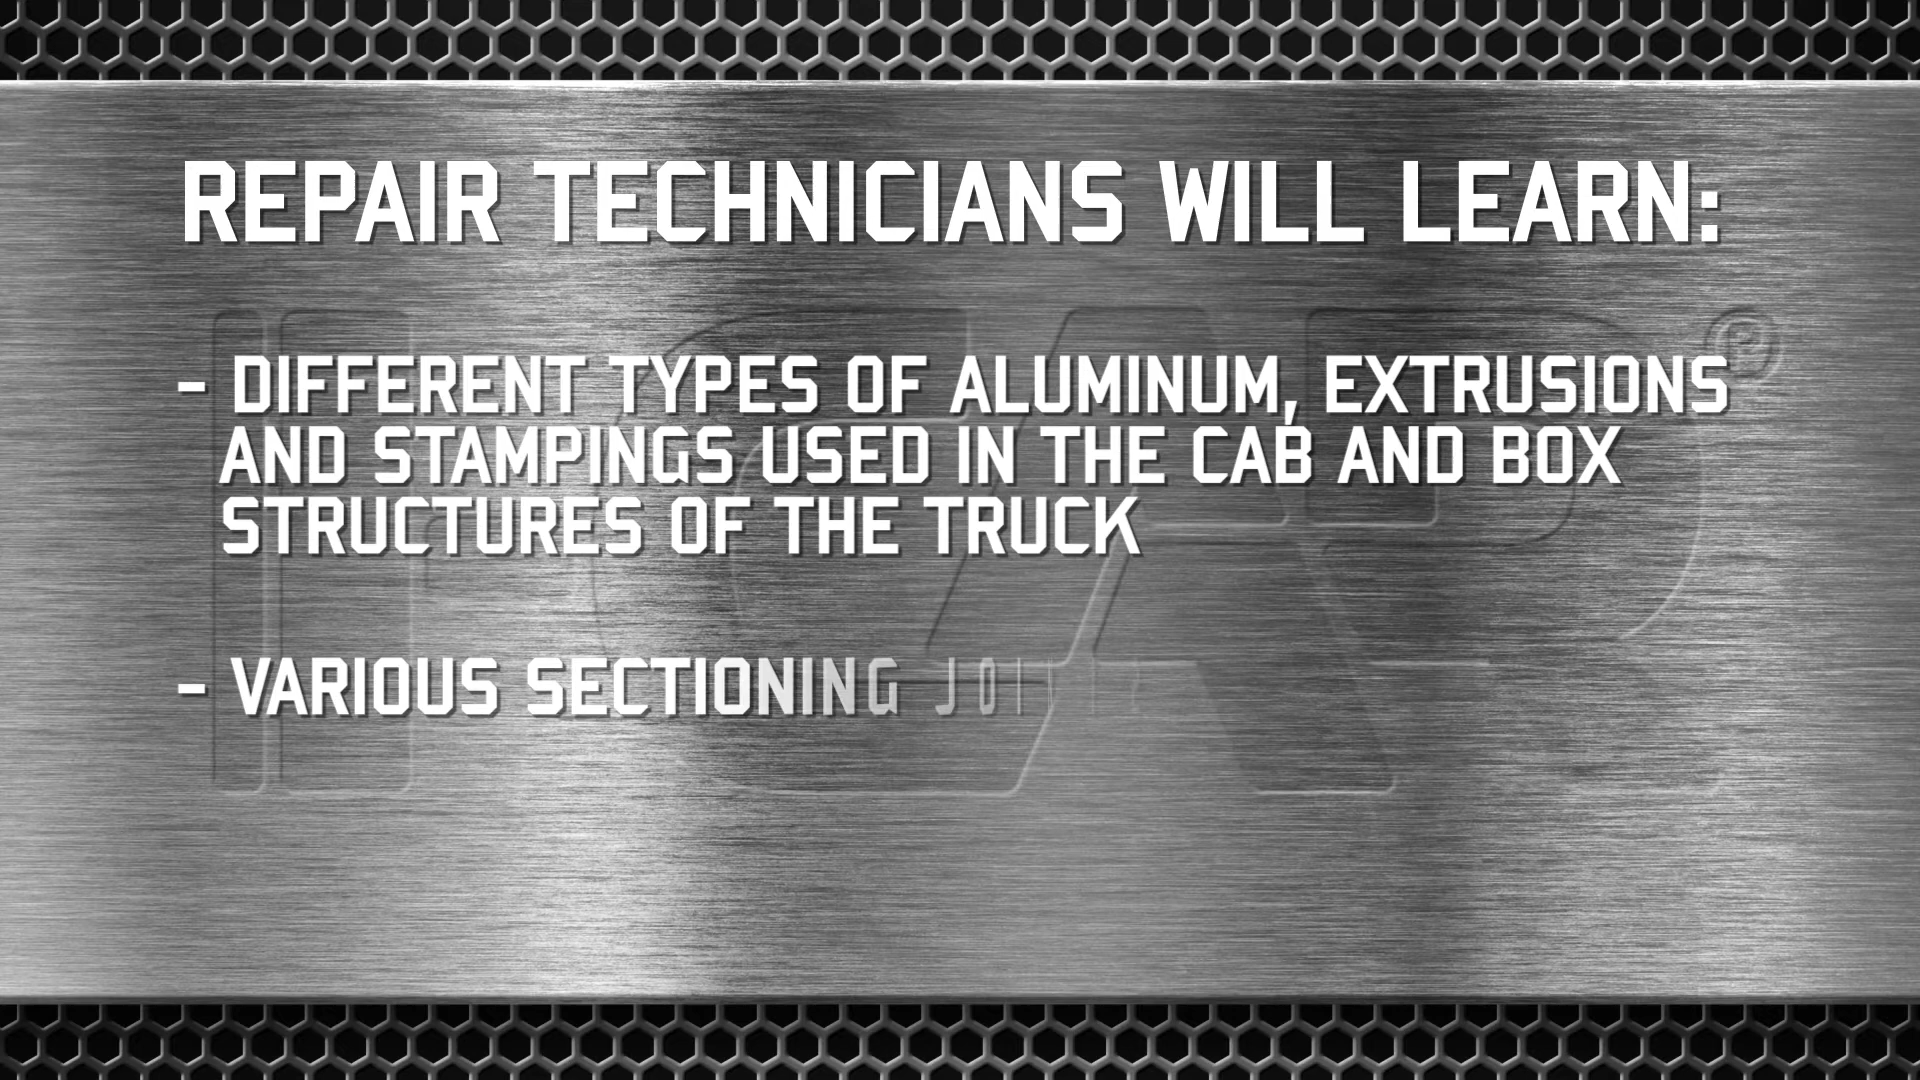 REPAIR TECHNICIANS WILL LEARN:
- DIFFERENT TYPES OF ALUMINUM, EXTRUSIONS
AND STAMPINGS USED IN THE CAB AND BOX
STRUCTURES OF THE TRUCK
- VARIOUS SECTIONING
I-CAR®